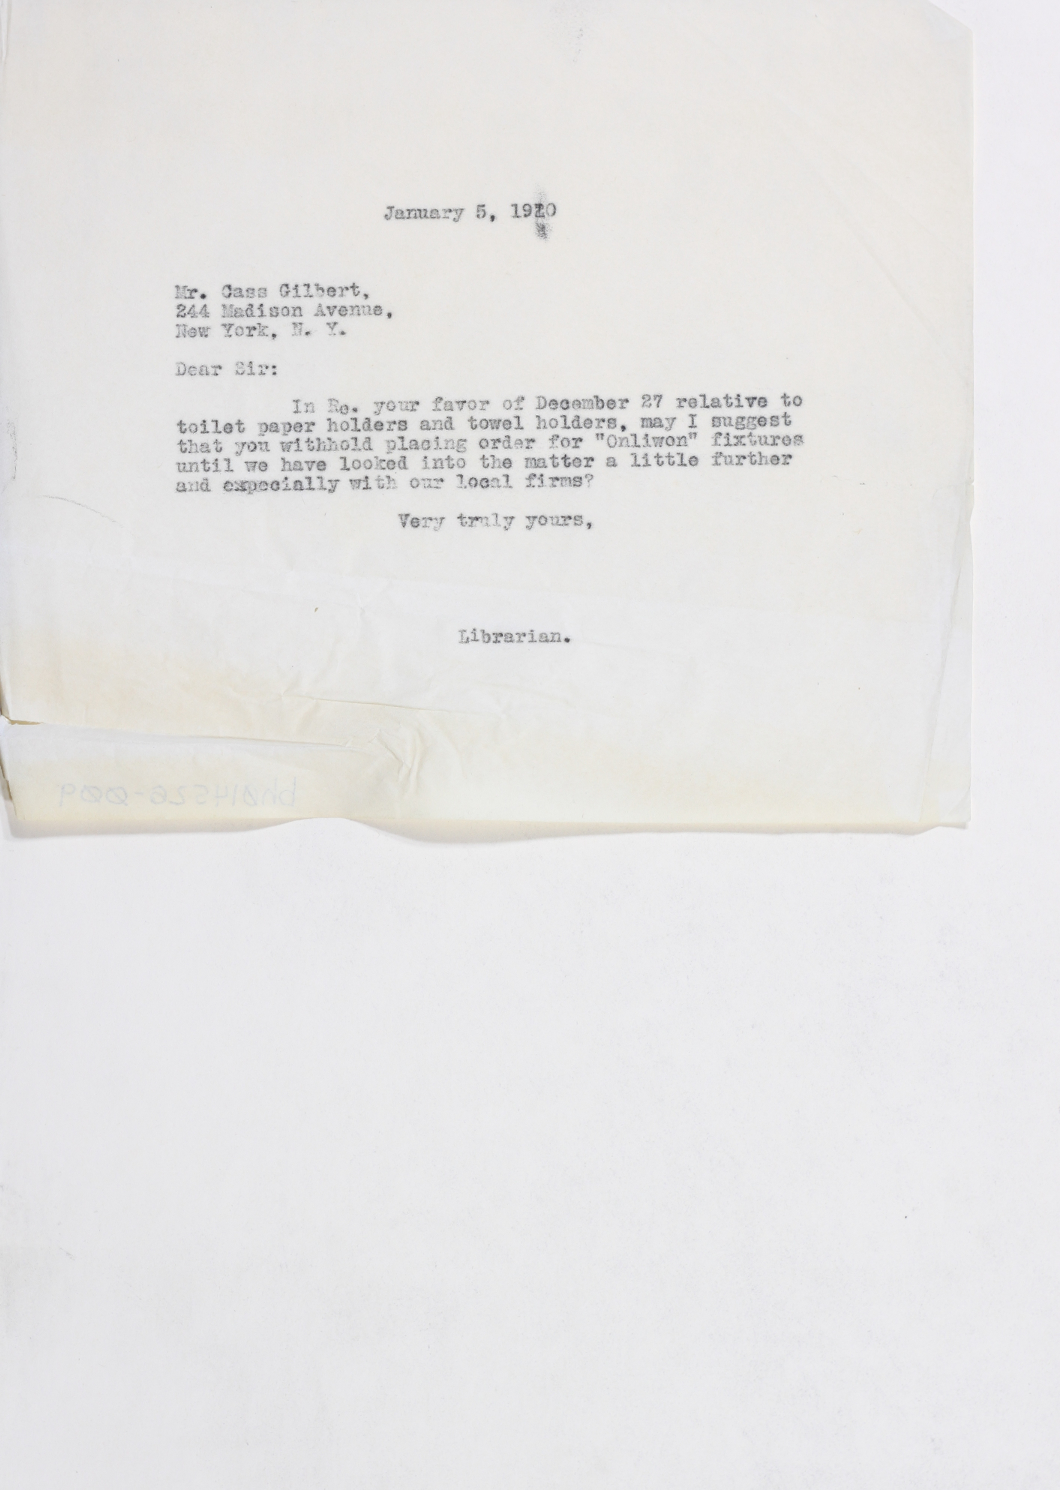 January 5, 1920
Mr. Cass Gilbert,
244 Madison Avenue,
New York, N. Y.
Dear Sir:
In Re. your favor of December 27 relative to
toilet paper holders and towel holders, may I suggest
that you withhold placing order for "Onliwon" fixtures
until we have looked into the matter a little further
and especially with our local firms?
Very truly yours,
Librarian.